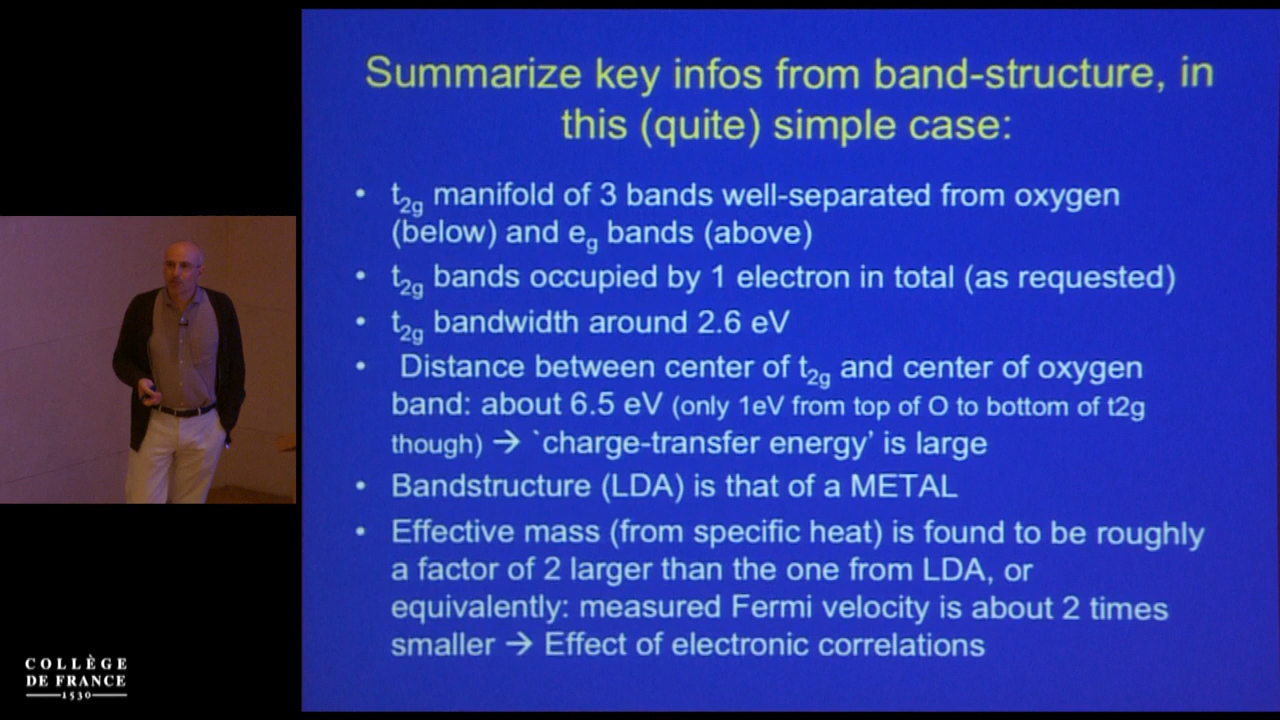 Summarize key infos from band-structure, in
this (quite) simple case:
• t2g manifold of 3 bands well-separated from oxygen
(below) and eg bands (above)
• t2g bands occupied by 1 electron in total (as requested)
• t2g bandwidth around 2.6 eV
• Distance between center of t2g and center of oxygen
band: about 6.5 eV (only 1eV from top of O to bottom of t2g
though) → `charge-transfer energy' is large
• Bandstructure (LDA) is that of a METAL
• Effective mass (from specific heat) is found to be roughly
a factor of 2 larger than the one from LDA, or
equivalently: measured Fermi velocity is about 2 times
smaller → Effect of electronic correlations
COLLÈGE
DE FRANCE
1530